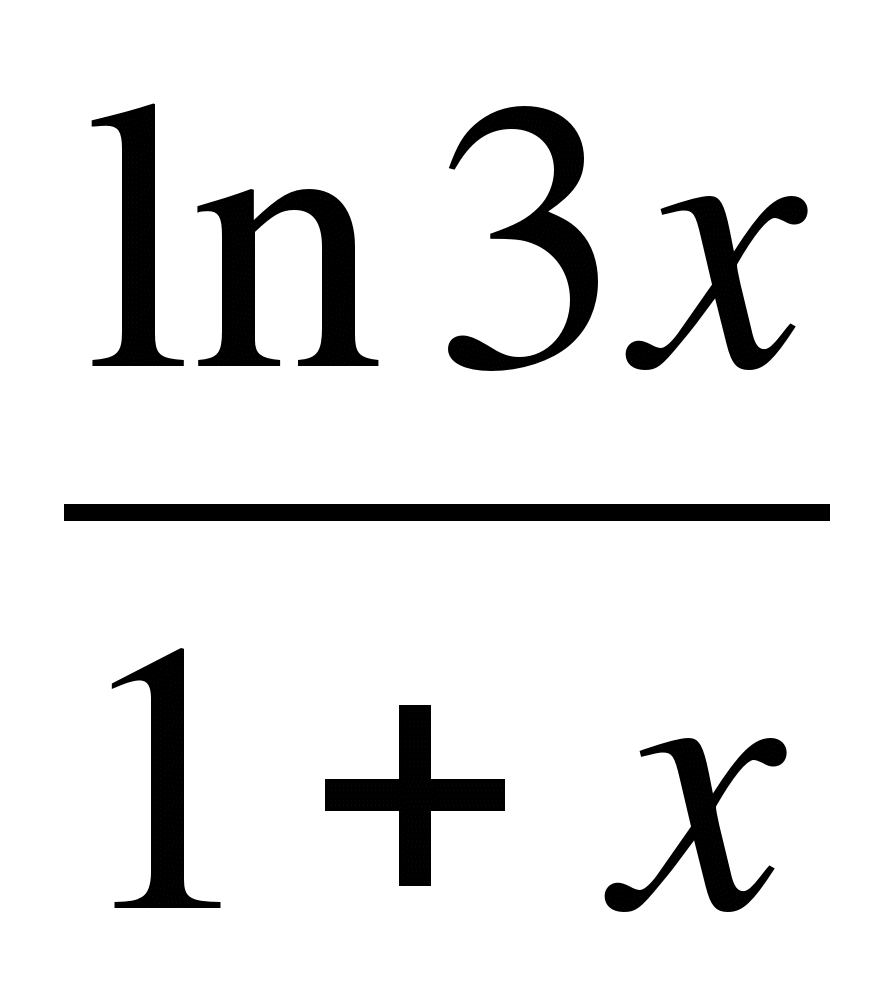 ln 3x
1 + x